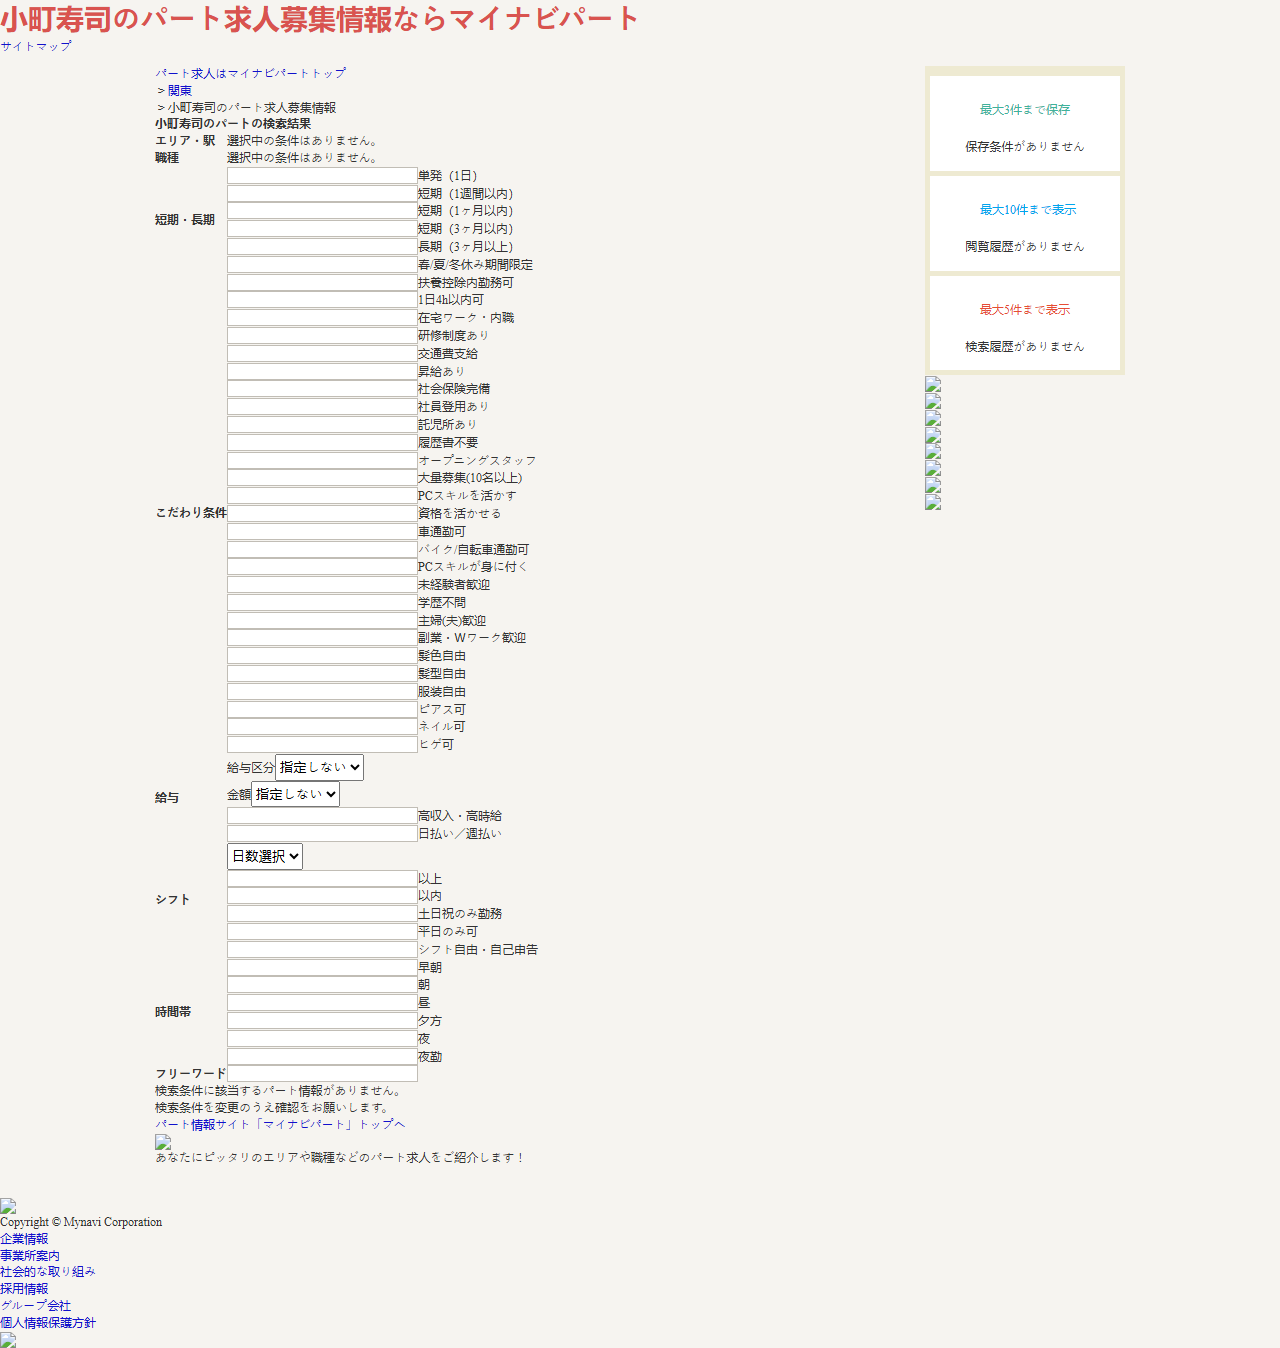 小町寿司のパート求人募集情報ならマイナビパート
サイトマップ
パート求人はマイナビパートトップ
> 関東
> 小町寿司のパート求人募集情報
小町寿司のパートの検索結果
エリア・駅 選択中の条件はありません。
職種 選択中の条件はありません。
短期・長期
単発（1日）
短期（1週間以内）
短期（1ヶ月以内）
短期（3ヶ月以内）
長期（3ヶ月以上）
春/夏/冬休み期間限定
こだわり条件
扶養控除内勤務可
1日4h以内可
在宅ワーク・内職
研修制度あり
交通費支給
昇給あり
社会保険完備
社員登用あり
託児所あり
履歴書不要
オープニングスタッフ
大量募集(10名以上)
PCスキルを活かす
資格を活かせる
車通勤可
バイク/自転車通勤可
PCスキルが身に付く
未経験者歓迎
学歴不問
主婦(夫)歓迎
副業・Ｗワーク歓迎
髪色自由
髪型自由
服装自由
ピアス可
ネイル可
ヒゲ可
給与
給与区分 指定しない
金額 指定しない
高収入・高時給
日払い／週払い
シフト
日数選択
以上
以内
土日祝のみ勤務
平日のみ可
シフト自由・自己申告
時間帯
早朝
朝
昼
夕方
夜
夜勤
フリーワード
検索条件に該当するパート情報がありません。
検索条件を変更のうえ確認をお願いします。
パート情報サイト「マイナビパート」トップへ
あなたにピッタリのエリアや職種などのパート求人をご紹介します！
最大3件まで保存
保存条件がありません
最大10件まで表示
閲覧履歴がありません
最大5件まで表示
検索履歴がありません
Copyright © Mynavi Corporation
企業情報
事業所案内
社会的な取り組み
採用情報
グループ会社
個人情報保護方針